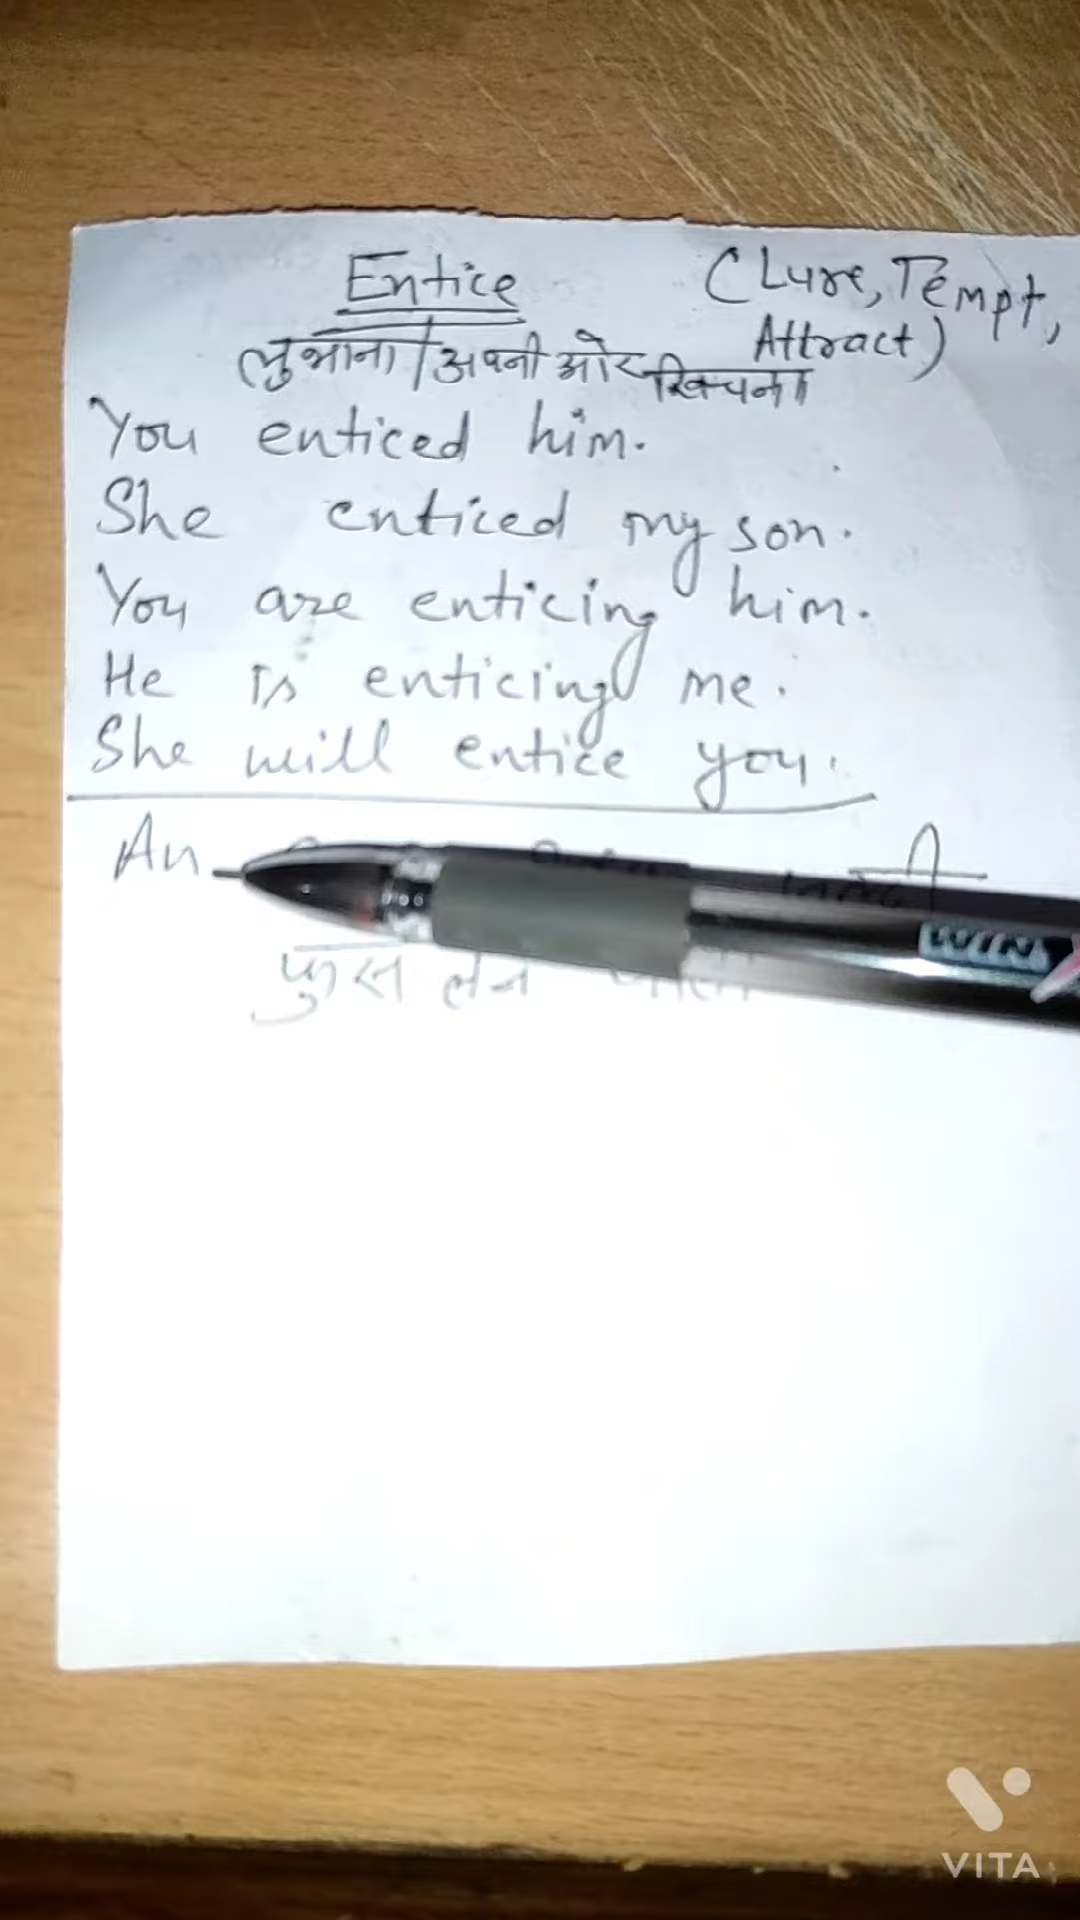 Entice (Lure, Tempt,
Attract)
लुभाना / अपनी ओर खिचना
You enticed him.
She enticed my son.
You are enticing him.
He is enticing me.
She will entice you.
An
WIN
VITA